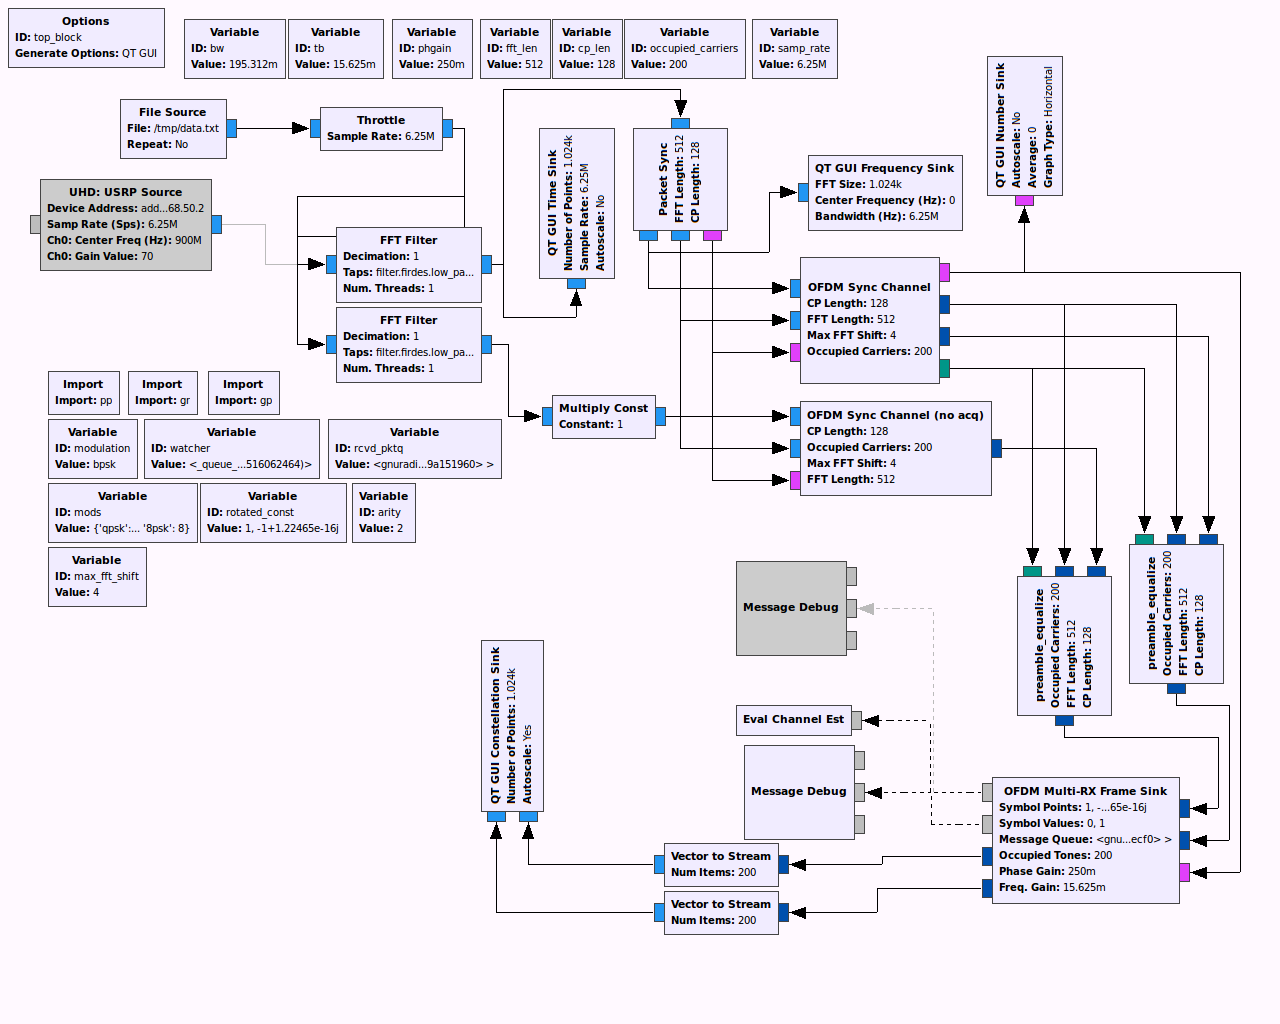 Options
ID: top_block
Generate Options: QT GUI
Variable
ID: bw
Value: 195.312m
Variable
ID: tb
Value: 15.625m
Variable
ID: phgain
Value: 250m
Variable
ID: fft_len
Value: 512
Variable
ID: cp_len
Value: 128
Variable
ID: occupied_carriers
Value: 200
Variable
ID: samp_rate
Value: 6.25M
File Source
File: /tmp/data.txt
Repeat: No
Throttle
Sample Rate: 6.25M
UHD: USRP Source
Device Address: add...68.50.2
Samp Rate (Sps): 6.25M
Ch0: Center Freq (Hz): 900M
Ch0: Gain Value: 70
FFT Filter
Decimation: 1
Taps: filter.firdes.low_pa...
Num. Threads: 1
FFT Filter
Decimation: 1
Taps: filter.firdes.low_pa...
Num. Threads: 1
QT GUI Time Sink
Number of Points: 1.024k
Sample Rate: 6.25M
Autoscale: No
Packet Sync
FFT Length: 512
CP Length: 128
QT GUI Frequency Sink
FFT Size: 1.024k
Center Frequency (Hz): 0
Bandwidth (Hz): 6.25M
QT GUI Number Sink
Autoscale: No
Average: 0
Graph Type: Horizontal
OFDM Sync Channel
CP Length: 128
FFT Length: 512
Max FFT Shift: 4
Occupied Carriers: 200
Multiply Const
Constant: 1
OFDM Sync Channel (no acq)
CP Length: 128
Occupied Carriers: 200
Max FFT Shift: 4
FFT Length: 512
Import
Import: pp
Import
Import: gr
Import
Import: gp
Variable
ID: modulation
Value: bpsk
Variable
ID: watcher
Value: <_queue_...516062464)>
Variable
ID: rcvd_pktq
Value: <gnuradi...9a151960> >
Variable
ID: mods
Value: {'qpsk':... '8psk': 8}
Variable
ID: rotated_const
Value: 1, -1+1.22465e-16j
Variable
ID: arity
Value: 2
Variable
ID: max_fft_shift
Value: 4
preamble_equalize
Occupied Carriers: 200
FFT Length: 512
CP Length: 128
preamble_equalize
Occupied Carriers: 200
FFT Length: 512
CP Length: 128
Message Debug
Eval Channel Est
Message Debug
QT GUI Constellation Sink
Number of Points: 1.024k
Autoscale: Yes
OFDM Multi-RX Frame Sink
Symbol Points: 1, -...65e-16j
Symbol Values: 0, 1
Message Queue: <gnu...ecf0> >
Occupied Tones: 200
Phase Gain: 250m
Freq. Gain: 15.625m
Vector to Stream
Num Items: 200
Vector to Stream
Num Items: 200